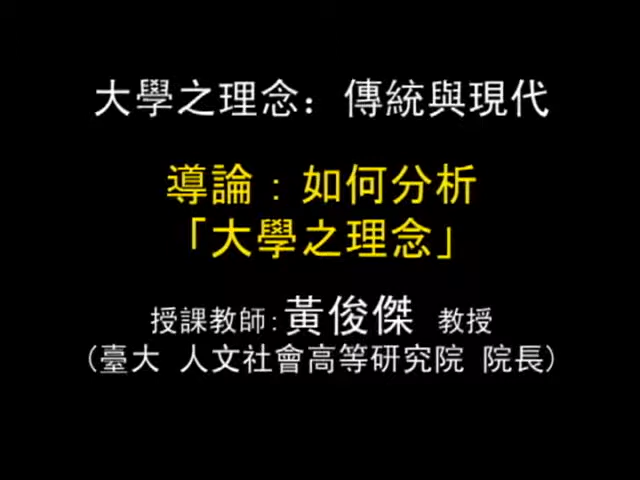 大學之理念：傳統與現代
導論：如何分析
「大學之理念」
授課教師:黃俊傑 教授
(臺大 人文社會高等研究院 院長)